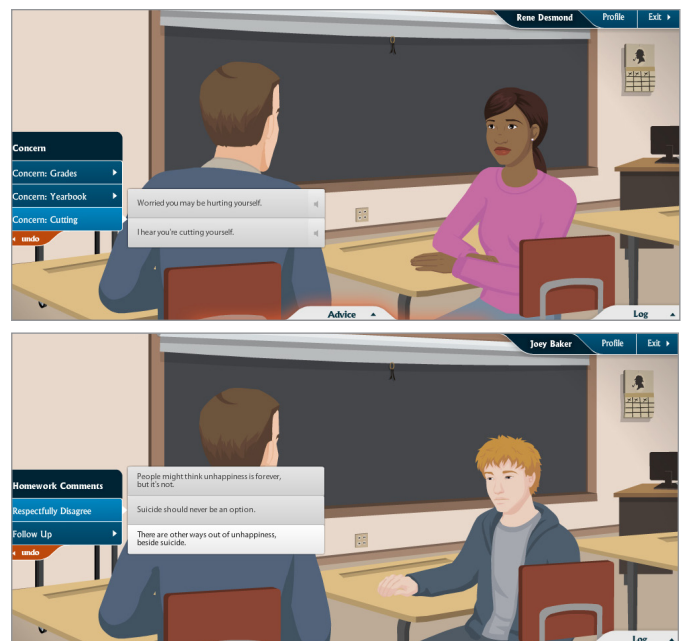 Rene Desmond Profile Exit
Concern
Concern: Grades
Concern: Yearbook
Concern: Cutting
undo
Worried you may be hurting yourself.
I hear you're cutting yourself.
Advice
Log
Joey Baker Profile Exit
Homework Comments
Respectfully Disagree
Follow Up
undo
People might think unhappiness is forever,
but it's not.
Suicide should never be an option.
There are other ways out of unhappiness,
beside suicide.
Log